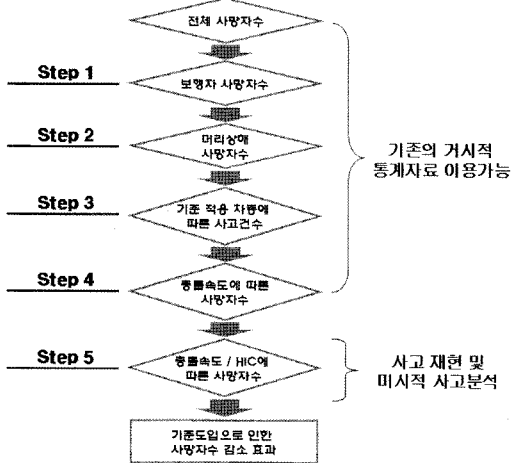 전체 사망자수
Step 1
보행자 사망자수
Step 2
머리상해
사망자수
Step 3
기준 적용 차종에
따른 사고건수
기존의 거시적
통계자료 이용가능
Step 4
충돌속도에 따른
사망자수
Step 5
충돌속도 / HIC에
따른 사망자수
사고 재현 및
미시적 사고분석
기준도입으로 인한
사망자수 감소 효과